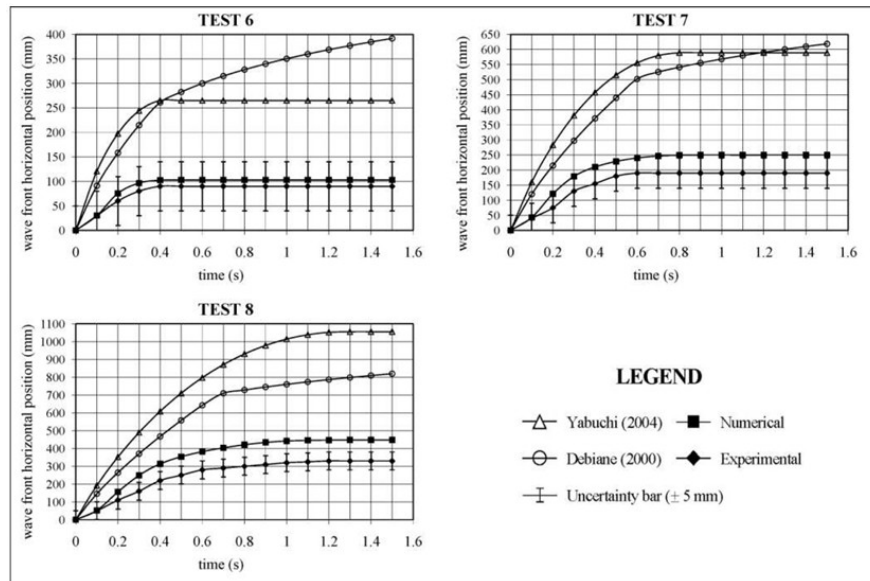 TEST 6
wave front horizontal position (mm)
400
350
300
250
200
150
100
50
0
0 0.2 0.4 0.6 0.8 1 1.2 1.4 1.6
time (s)
TEST 7
wave front horizontal position (mm)
650
600
550
500
450
400
350
300
250
200
150
100
50
0
0 0.2 0.4 0.6 0.8 1 1.2 1.4 1.6
time (s)
TEST 8
wave front horizontal position (mm)
1100
1000
900
800
700
600
500
400
300
200
100
0
0 0.2 0.4 0.6 0.8 1 1.2 1.4 1.6
time (s)
LEGEND
Yabuchi (2004) Numerical
Debiane (2000) Experimental
Uncertainty bar (± 5 mm)